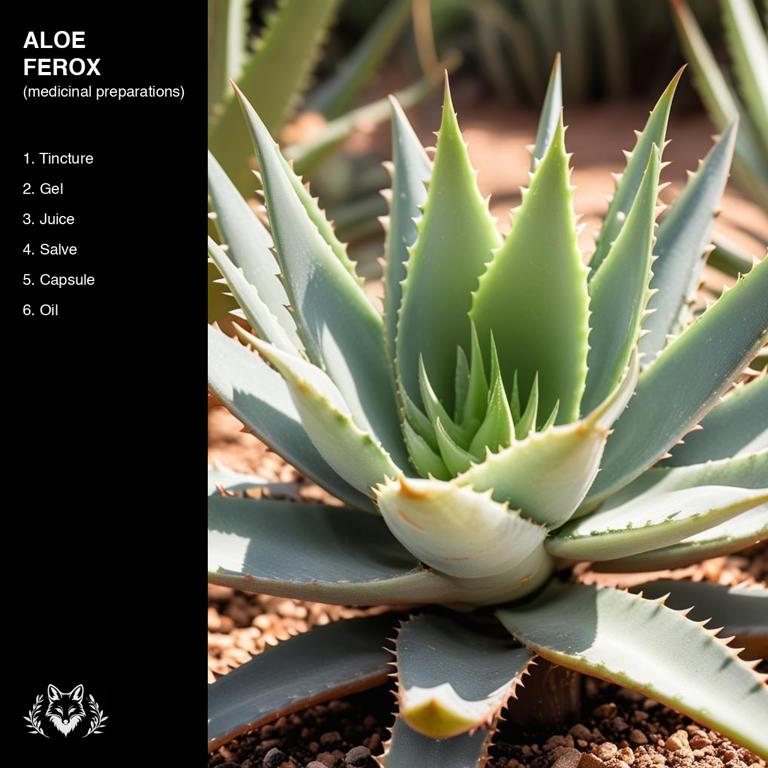 ALOE
FEROX
(medicinal preparations)
1. Tincture
2. Gel
3. Juice
4. Salve
5. Capsule
6. Oil